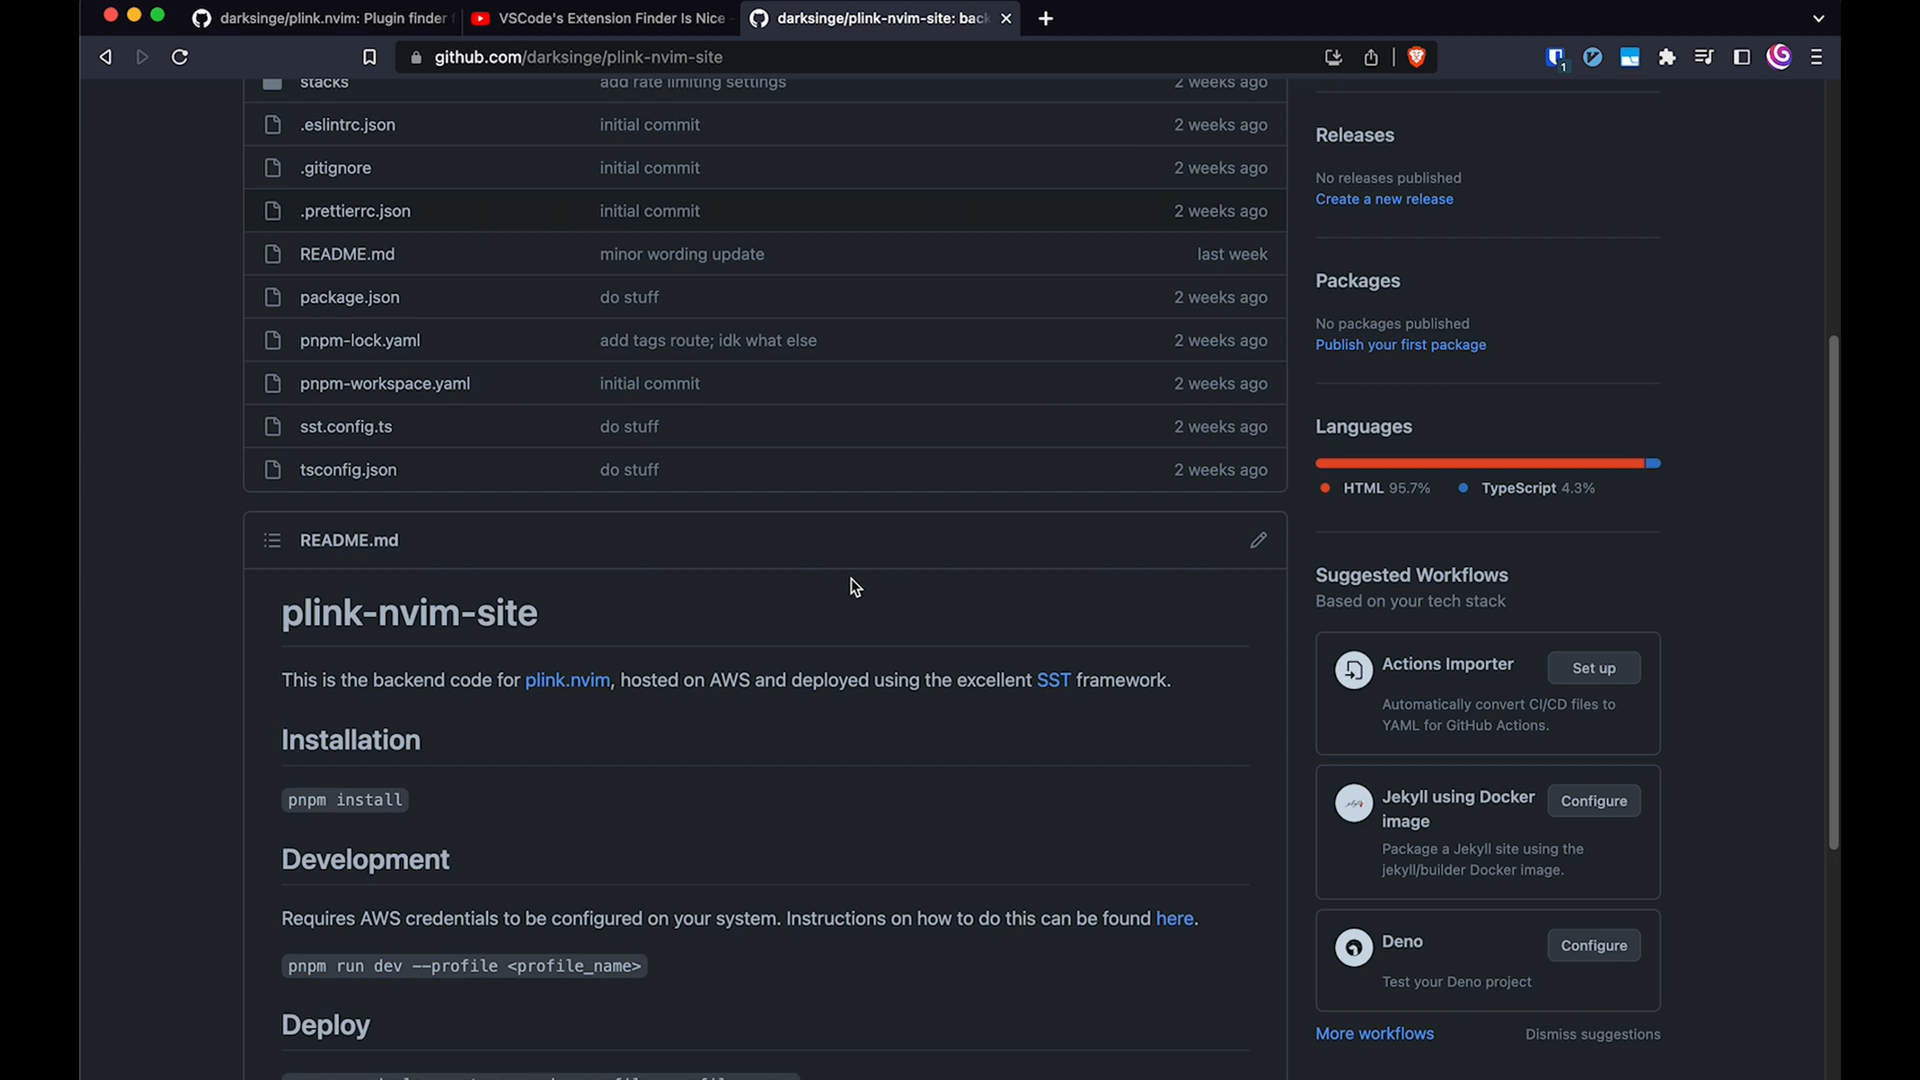 darksinge/plink.nvim: Plugin finder
VSCode's Extension Finder Is Nice
darksinge/plink-nvim-site: bac
github.com/darksinge/plink-nvim-site
1
stacks add rate limiting settings 2 weeks ago
.eslintrc.json initial commit 2 weeks ago
.gitignore initial commit 2 weeks ago
.prettierrc.json initial commit 2 weeks ago
README.md minor wording update last week
package.json do stuff 2 weeks ago
pnpm-lock.yaml add tags route; idk what else 2 weeks ago
pnpm-workspace.yaml initial commit 2 weeks ago
sst.config.ts do stuff 2 weeks ago
tsconfig.json do stuff 2 weeks ago
README.md
plink-nvim-site
This is the backend code for plink.nvim, hosted on AWS and deployed using the excellent SST framework.
Installation
pnpm install
Development
Requires AWS credentials to be configured on your system. Instructions on how to do this can be found here.
pnpm run dev --profile <profile_name>
Deploy
Releases
No releases published
Create a new release
Packages
No packages published
Publish your first package
Languages
HTML 95.7% TypeScript 4.3%
Suggested Workflows
Based on your tech stack
Actions Importer
Set up
Automatically convert CI/CD files to
YAML for GitHub Actions.
Jekyll using Docker
image
Configure
Package a Jekyll site using the
jekyll/builder Docker image.
Deno
Configure
Test your Deno project
More workflows
Dismiss suggestions